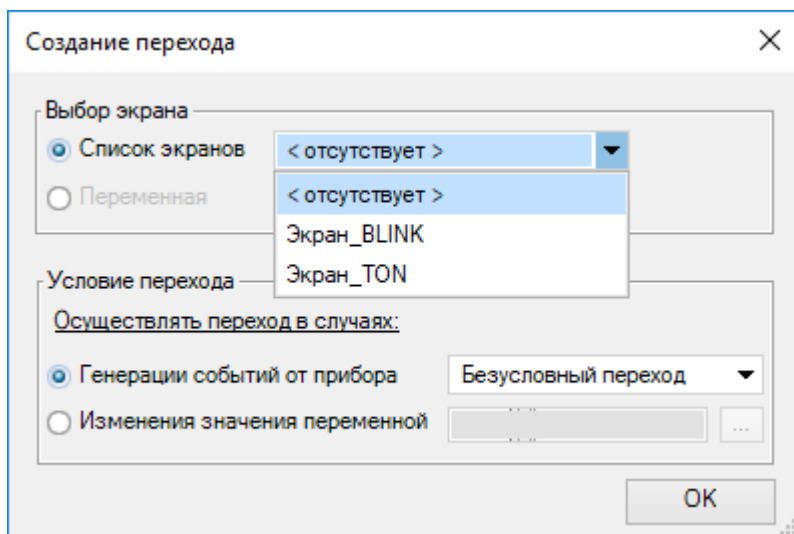 Создание перехода
Выбор экрана
Список экранов < отсутствует >
Переменная < отсутствует >
Экран_BLINK
Экран_TON
Условие перехода
Осуществлять переход в случаях:
Генерации событий от прибора Безусловный переход
Изменения значения переменной ...
OK